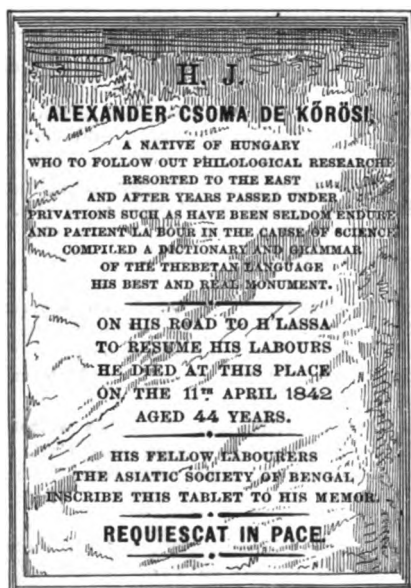 H. J.
ALEXANDER CSOMA DE KŐRÖSI,
A NATIVE OF HUNGARY
WHO TO FOLLOW OUT PHILOLOGICAL RESEARCHE
RESORTED TO THE EAST
AND AFTER YEARS PASSED UNDER
PRIVATIONS SUCH AS HAVE BEEN SELDOM ENDURE
AND PATIENT LABOUR IN THE CAUSE OF SCIENCE
COMPILED A DICTIONARY AND GRAMMAR
OF THE THEBETAN LANGUAGE
HIS BEST AND REAL MONUMENT.
ON HIS ROAD TO H'LASSA
TO RESUME HIS LABOURS
HE DIED AT THIS PLACE
ON THE 11TH APRIL 1842
AGED 44 YEARS.
HIS FELLOW LABOURERS
THE ASIATIC SOCIETY OF BENGAL
INSCRIBE THIS TABLET TO HIS MEMOR
REQUIESCAT IN PACE.